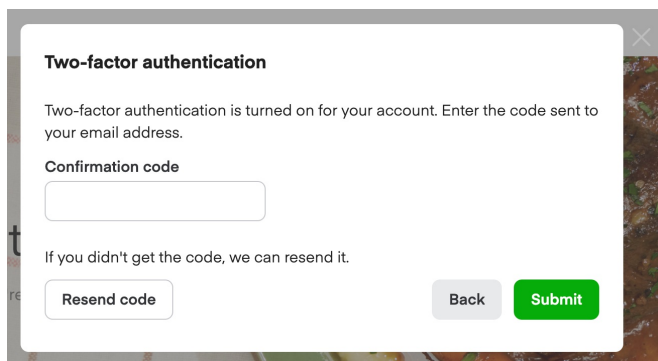 Two-factor authentication
Two-factor authentication is turned on for your account. Enter the code sent to
your email address.
Confirmation code
If you didn't get the code, we can resend it.
Resend code
Back
Submit